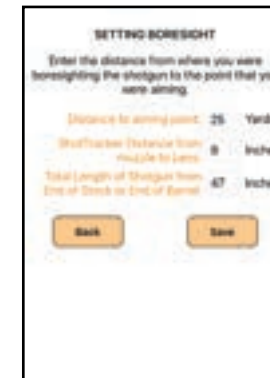 SETTING BORESIGHT
Enter the distance from where you were
boresighting the shotgun to the point that you
were aiming.
Distance to aiming point 25 Yards
ShotTracker Distance from
muzzle to Lens 8 Inche
Total Length of Shotgun from
End of Stock to End of Barrel 47 Inche
Back Save